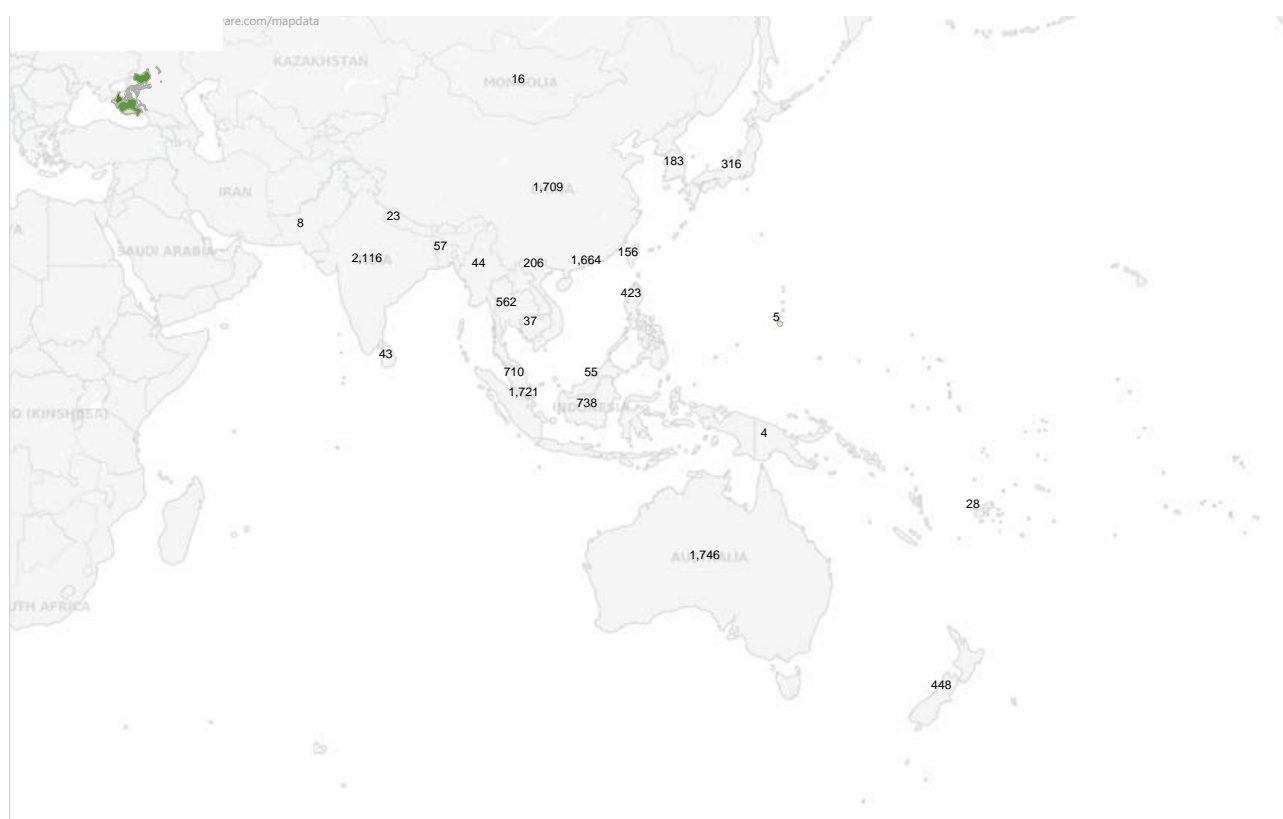 are.com/mapdata
KAZAKHSTAN
16
MONGOLIA
183
316
1,709
IRAN
23
8
SAUDI ARABIA
57
2,116
44
206
1,664
156
562
423
37
5
43
710
55
1,721
738
INDONESIA
O (KINSHASA)
4
28
1,746
AUSTRALIA
UTH AFRICA
448